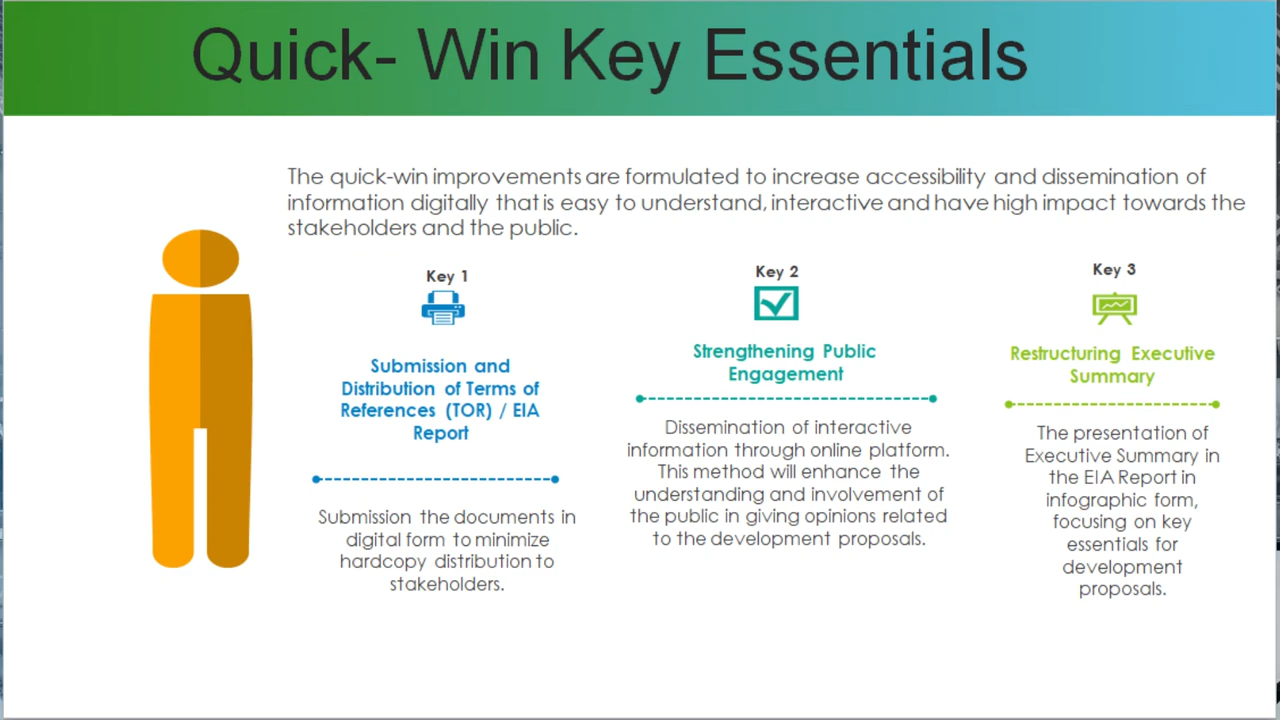 Quick- Win Key Essentials
The quick-win improvements are formulated to increase accessibility and dissemination of
information digitally that is easy to understand, interactive and have high impact towards the
stakeholders and the public.
Key 1
Submission and
Distribution of Terms of
References (TOR) / EIA
Report
Submission the documents in
digital form to minimize
hardcopy distribution to
stakeholders.
Key 2
Strengthening Public
Engagement
Dissemination of interactive
information through online platform.
This method will enhance the
understanding and involvement of
the public in giving opinions related
to the development proposals.
Key 3
Restructuring Executive
Summary
The presentation of
Executive Summary in
the EIA Report in
infographic form,
focusing on key
essentials for
development
proposals.